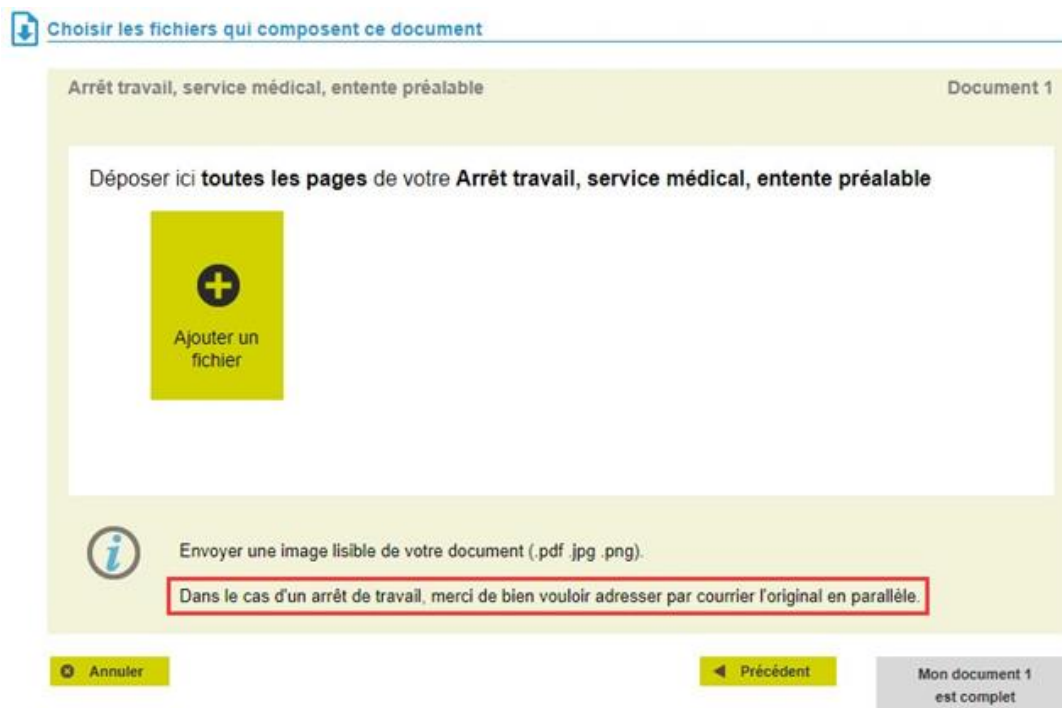 Choisir les fichiers qui composent ce document
Arrêt travail, service médical, entente préalable
Document 1
Déposer ici toutes les pages de votre Arrêt travail, service médical, entente préalable
Ajouter un
fichier
Envoyer une image lisible de votre document (.pdf .jpg .png).
Dans le cas d'un arrêt de travail, merci de bien vouloir adresser par courrier l'original en parallèle.
Annuler
Précédent
Mon document 1
est complet